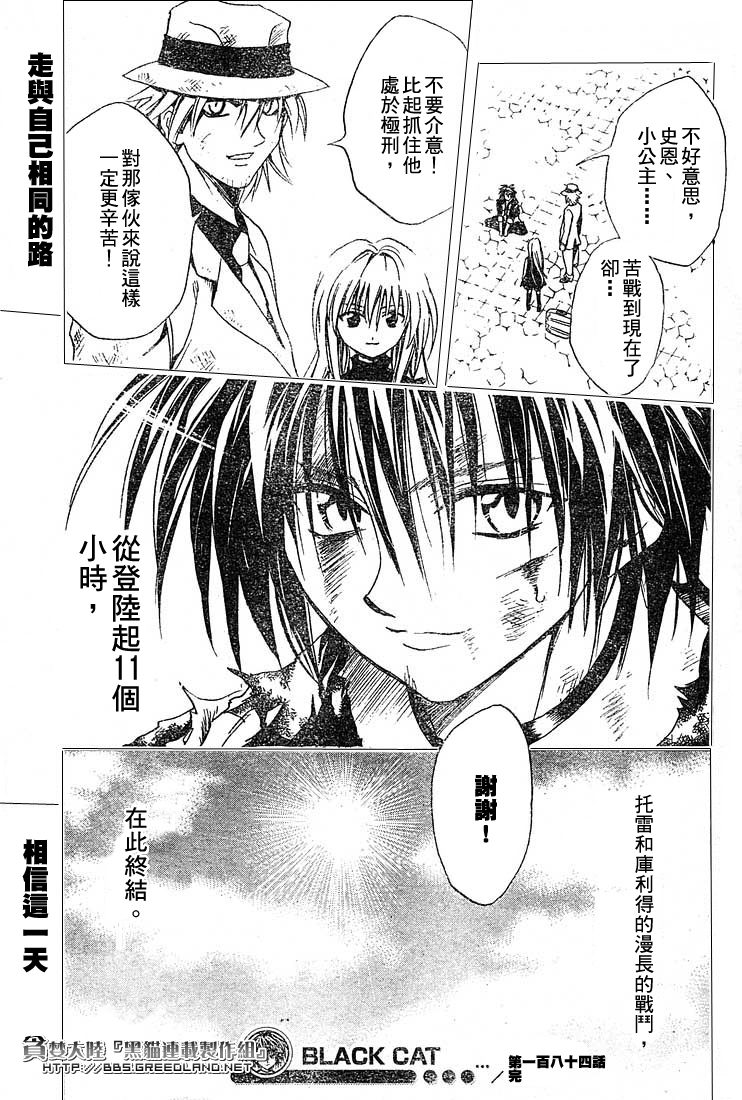 不好意思，
史恩、
小公主……
苦戰到現在了
卻…
不要介意！
比起抓住他
處於極刑，
對那傢伙來說這樣
一定更辛苦！
從登陸起11個
小時，
謝謝！
托雷和庫利得的漫長的戰鬥，
在此終結。
走與自己相同的路
相信這一天
貪婪大陸『黑貓連載製作組』
HTTP://BBS.GREEDLAND.NET/
BLACK CAT
…
第一百八十四話
／完